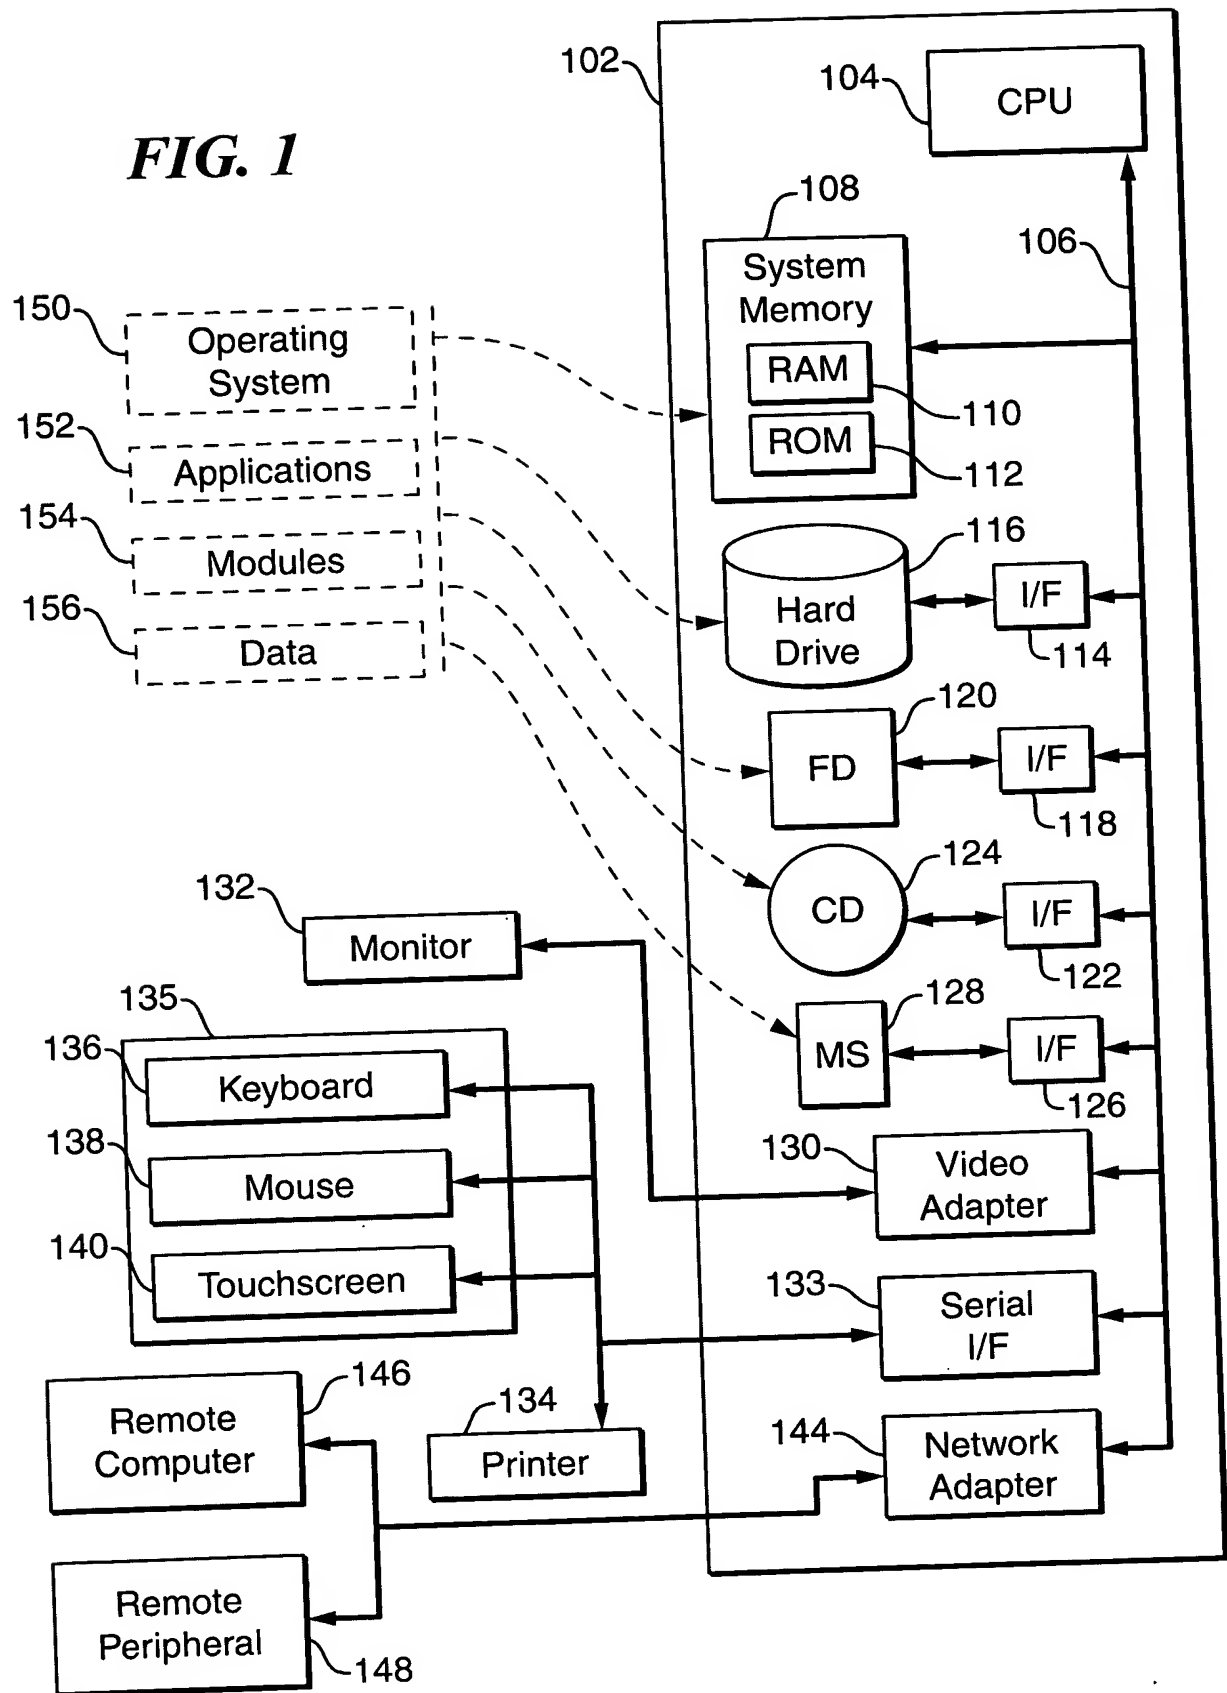 FIG. 1
102
104
CPU
106
108
System
Memory
RAM
110
ROM
112
150
Operating
System
152
Applications
154
Modules
156
Data
116
Hard
Drive
I/F
114
120
FD
I/F
118
124
CD
I/F
122
128
MS
I/F
126
132
Monitor
135
136
Keyboard
138
Mouse
140
Touchscreen
130
Video
Adapter
133
Serial
I/F
146
Remote
Computer
134
Printer
144
Network
Adapter
Remote
Peripheral
148